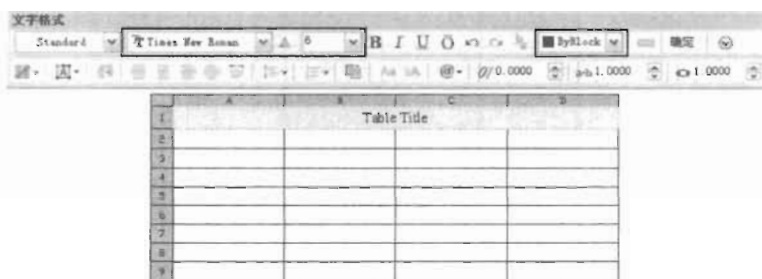 文字格式
Standard Times New Roman 6 B I U Ō ByBlock 确定
@ 0/ 0.0000 a-b 1.0000 1.0000
A B C D
1 Table Title
2
3
4
5
6
7
8
9